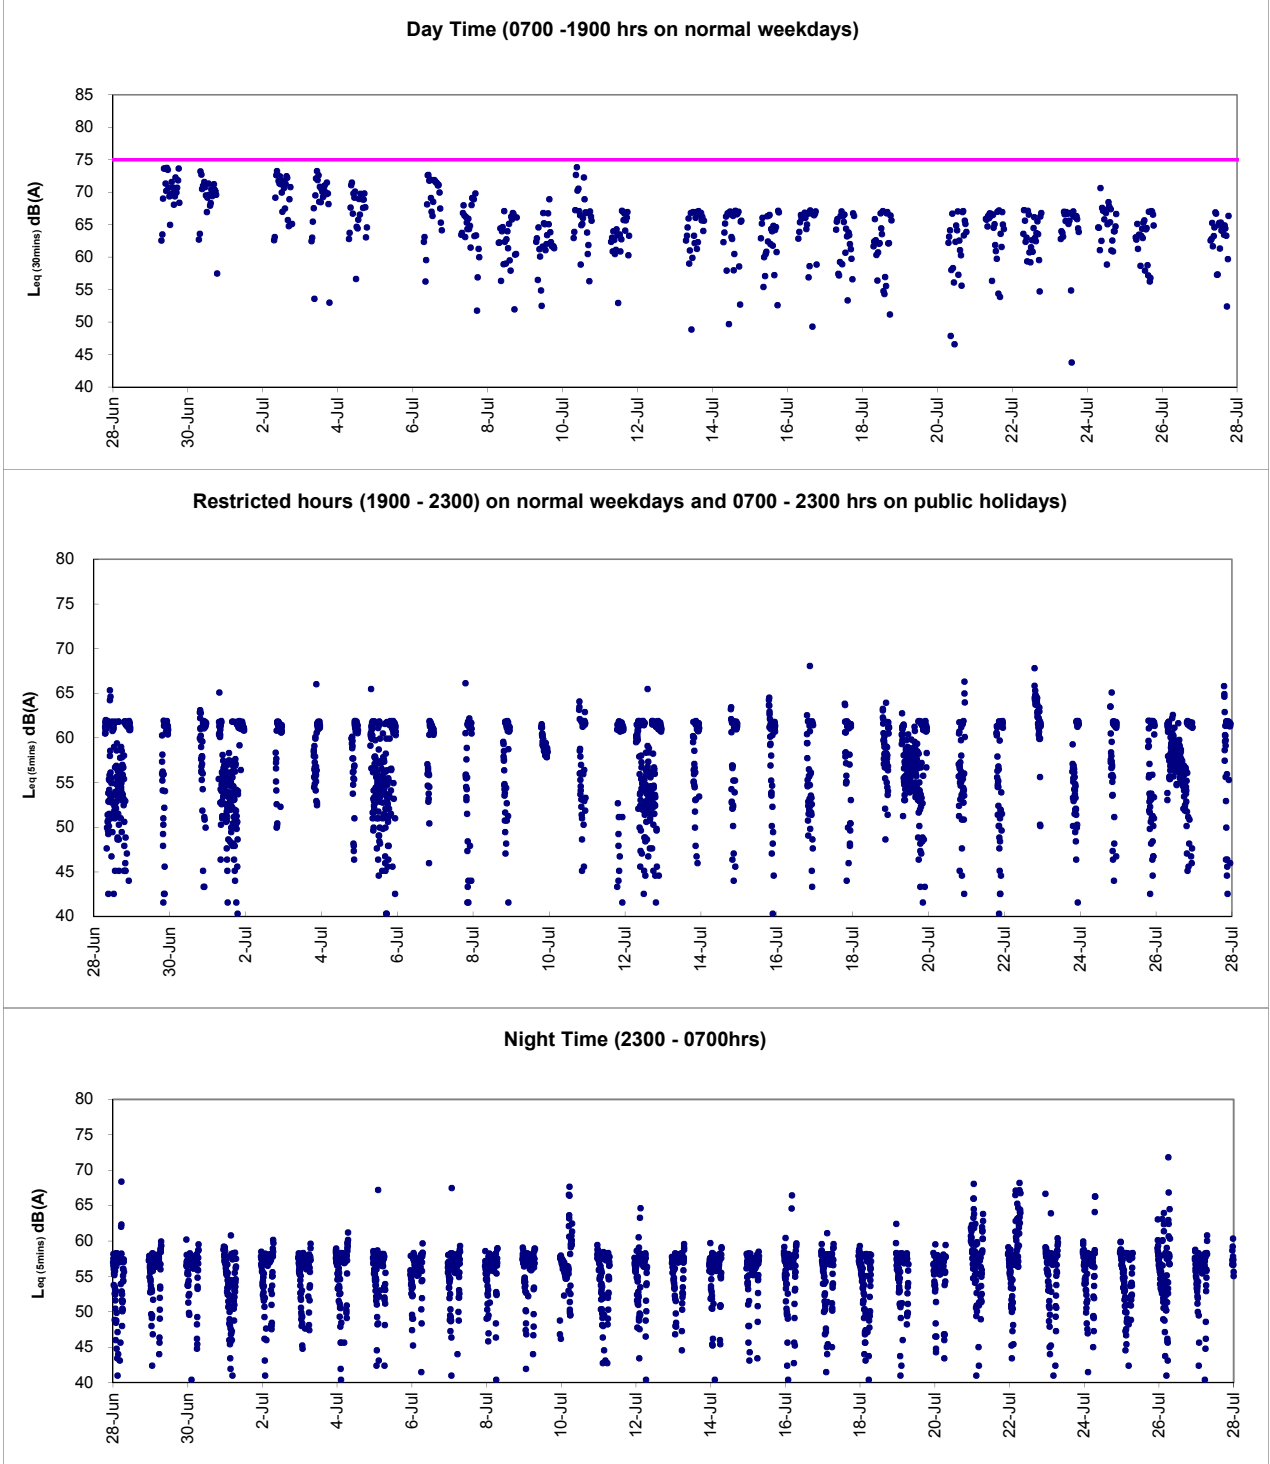 Day Time (0700 -1900 hrs on normal weekdays)
85
80
75
70
65
60
55
50
45
40
Leq (30mins) dB(A)
28-Jun
30-Jun
2-Jul
4-Jul
6-Jul
8-Jul
10-Jul
12-Jul
14-Jul
16-Jul
18-Jul
20-Jul
22-Jul
24-Jul
26-Jul
28-Jul
Restricted hours (1900 - 2300) on normal weekdays and 0700 - 2300 hrs on public holidays)
80
75
70
65
60
55
50
45
40
Leq (5mins) dB(A)
28-Jun
30-Jun
2-Jul
4-Jul
6-Jul
8-Jul
10-Jul
12-Jul
14-Jul
16-Jul
18-Jul
20-Jul
22-Jul
24-Jul
26-Jul
28-Jul
Night Time (2300 - 0700hrs)
80
75
70
65
60
55
50
45
40
Leq (5mins) dB(A)
28-Jun
30-Jun
2-Jul
4-Jul
6-Jul
8-Jul
10-Jul
12-Jul
14-Jul
16-Jul
18-Jul
20-Jul
22-Jul
24-Jul
26-Jul
28-Jul